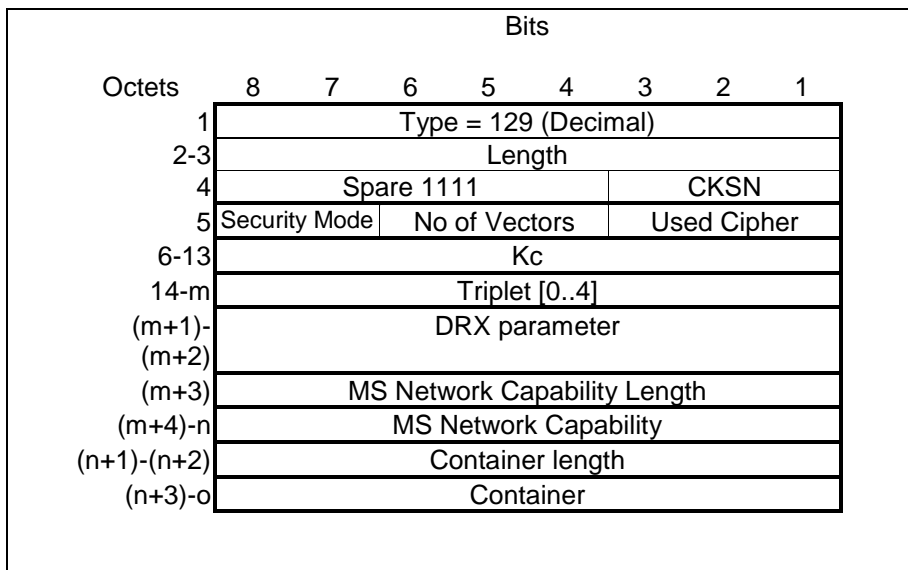 Bits
Octets 8 7 6 5 4 3 2 1
1 Type = 129 (Decimal)
2-3 Length
4 Spare 1111 CKSN
5 Security Mode No of Vectors Used Cipher
6-13 Kc
14-m Triplet [0..4]
(m+1)- DRX parameter
(m+2)
(m+3) MS Network Capability Length
(m+4)-n MS Network Capability
(n+1)-(n+2) Container length
(n+3)-o Container